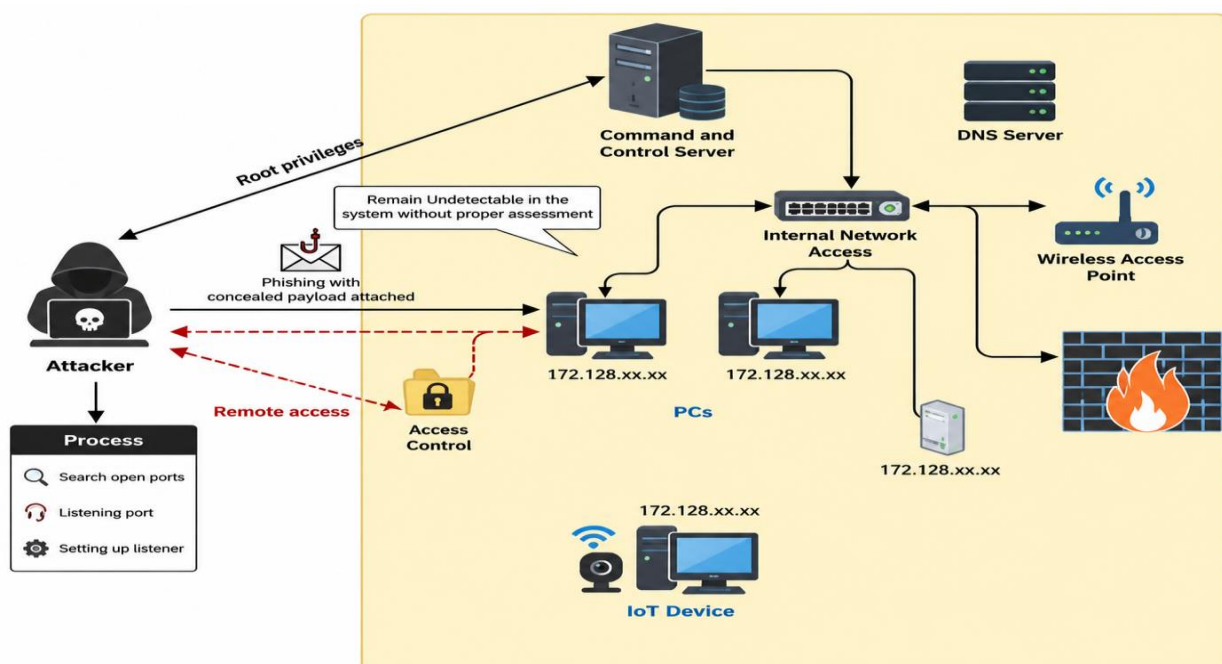 Command and
Control Server
DNS Server
Root privileges
Remain Undetectable in the
system without proper assessment
Internal Network
Access
Wireless Access
Point
Phishing with
concealed payload attached
Attacker
172.128.xx.xx
172.128.xx.xx
Remote access
Access
Control
PCs
172.128.xx.xx
Process
Search open ports
Listening port
Setting up listener
172.128.xx.xx
IoT Device